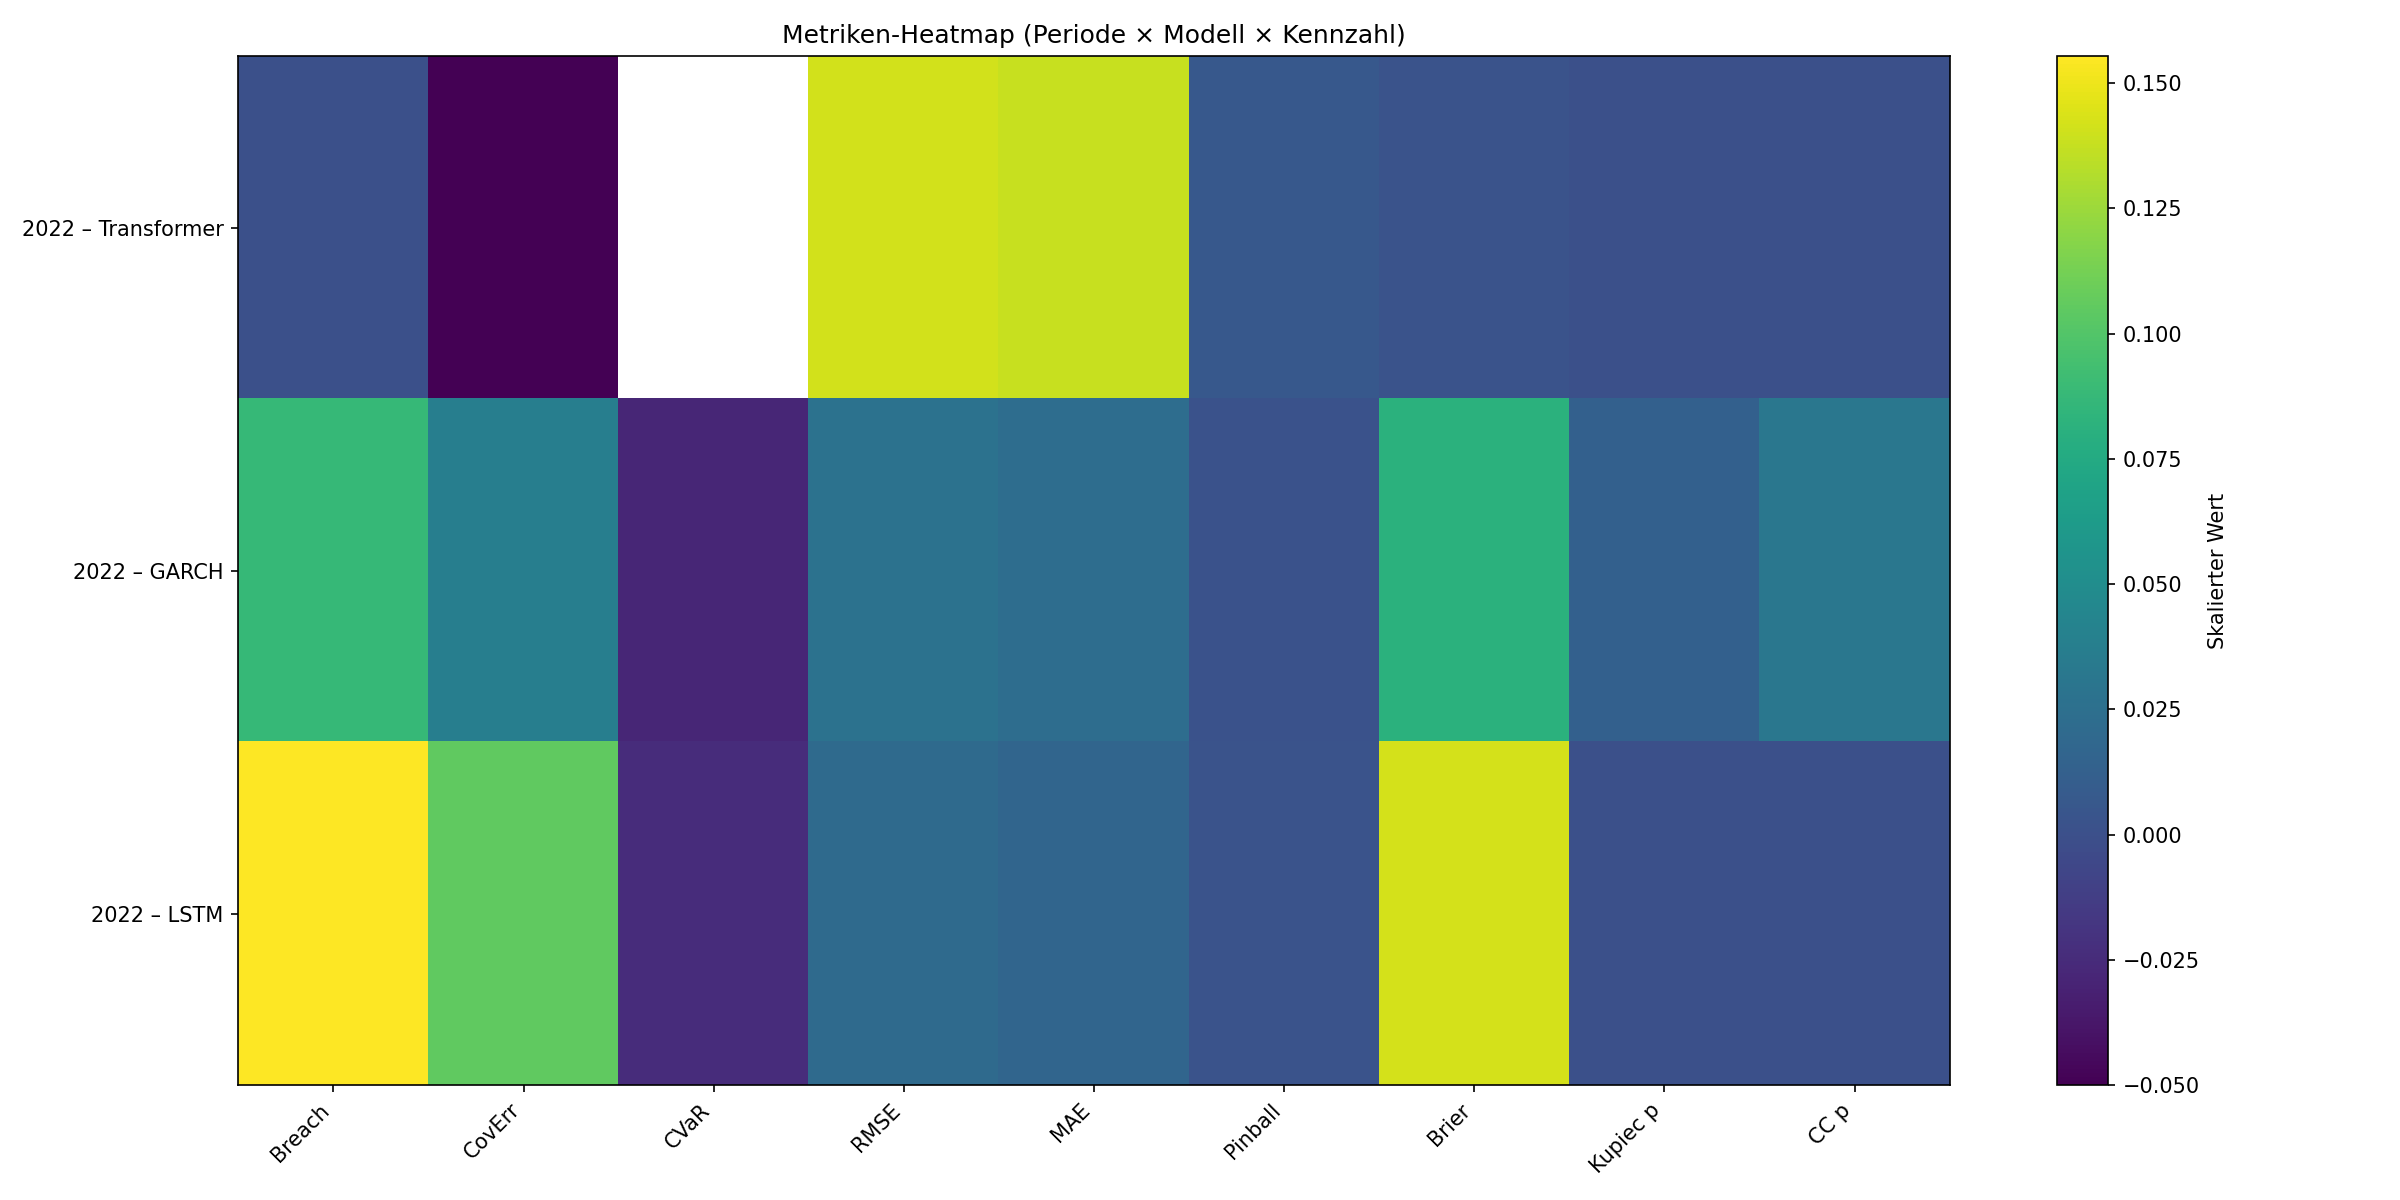 Metriken-Heatmap (Periode × Modell × Kennzahl)
2022 – Transformer
2022 – GARCH
2022 – LSTM
Breach
CovErr
CVaR
RMSE
MAE
Pinball
Brier
Kupiec p
CC p
0.150
0.125
0.100
0.075
0.050
0.025
0.000
−0.025
−0.050
Skalierter Wert